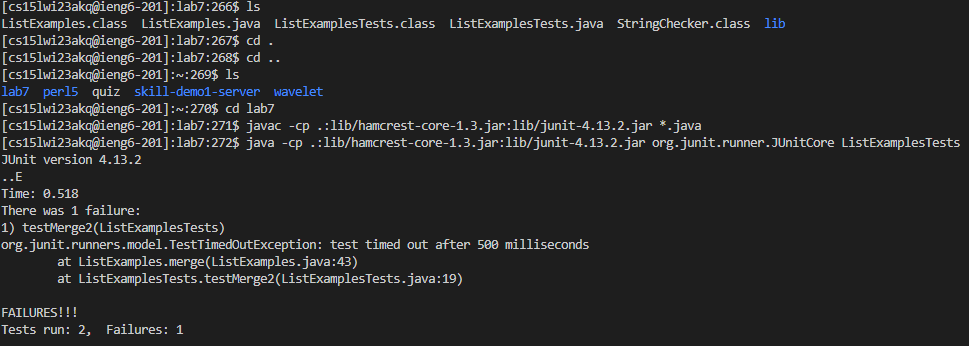 [cs15lwi23akq@ieng6-201]:lab7:266$ ls
ListExamples.class  ListExamples.java  ListExamplesTests.class  ListExamplesTests.java  StringChecker.class  lib
[cs15lwi23akq@ieng6-201]:lab7:267$ cd .
[cs15lwi23akq@ieng6-201]:lab7:268$ cd ..
[cs15lwi23akq@ieng6-201]:~:269$ ls
lab7  perl5  quiz  skill-demo1-server  wavelet
[cs15lwi23akq@ieng6-201]:~:270$ cd lab7
[cs15lwi23akq@ieng6-201]:lab7:271$ javac -cp .:lib/hamcrest-core-1.3.jar:lib/junit-4.13.2.jar *.java
[cs15lwi23akq@ieng6-201]:lab7:272$ java -cp .:lib/hamcrest-core-1.3.jar:lib/junit-4.13.2.jar org.junit.runner.JUnitCore ListExamplesTests
JUnit version 4.13.2
..E
Time: 0.518
There was 1 failure:
1) testMerge2(ListExamplesTests)
org.junit.runners.model.TestTimedOutException: test timed out after 500 milliseconds
        at ListExamples.merge(ListExamples.java:43)
        at ListExamplesTests.testMerge2(ListExamplesTests.java:19)
FAILURES!!!
Tests run: 2,  Failures: 1